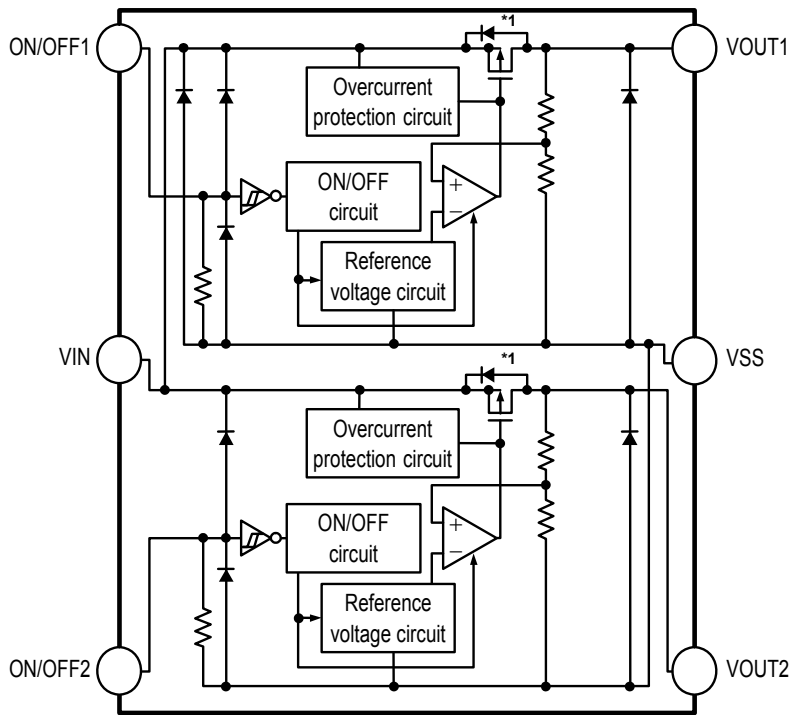 ON/OFF1
*1
VOUT1
Overcurrent
protection circuit
ON/OFF
circuit
+
−
Reference
voltage circuit
VIN
*1
VSS
Overcurrent
protection circuit
ON/OFF
circuit
+
−
Reference
voltage circuit
ON/OFF2
VOUT2